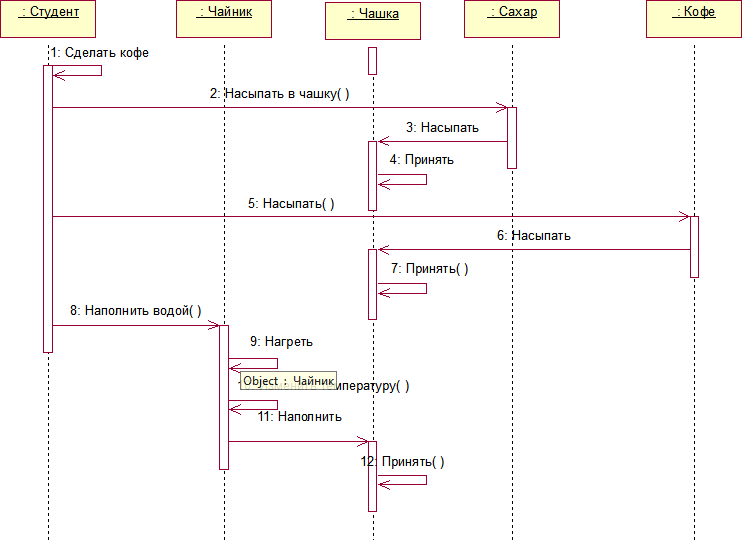 : Студент
: Чайник
: Чашка
: Сахар
: Кофе
1: Сделать кофе
2: Насыпать в чашку( )
3: Насыпать
4: Принять
5: Насыпать( )
6: Насыпать
7: Принять( )
8: Наполнить водой( )
9: Нагреть
Object : Чайник
11: Наполнить
12: Принять( )